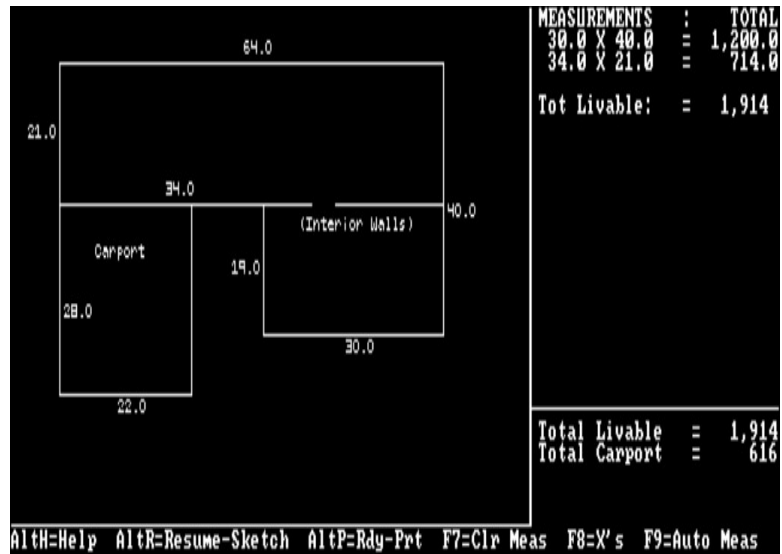 64.0
21.0
34.0
40.0
(Interior Walls)
Carport
19.0
28.0
30.0
22.0
MEASUREMENTS : TOTAL
30.0 X 40.0 = 1,200.0
34.0 X 21.0 = 714.0
Tot Livable: = 1,914
Total Livable = 1,914
Total Carport = 616
AltH=Help AltR=Resume-Sketch AltP=Rdy-Prt F7=Clr Meas F8=X's F9=Auto Meas